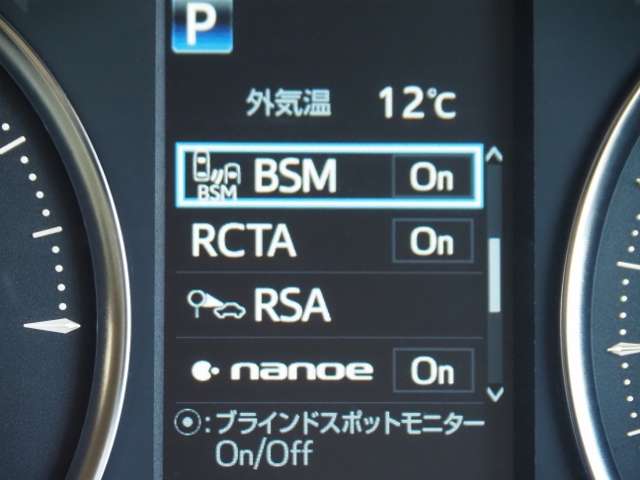 P
外気温 12℃
BSM BSM On
RCTA On
RSA
nanoe On
⦿:ブラインドスポットモニター
On/Off